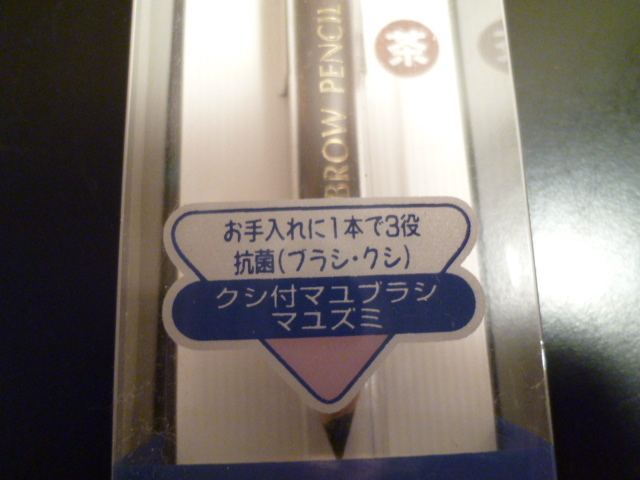 BROW PENCIL
茶
お手入れに1本で3役
抗菌(ブラシ・クシ)
クシ付マユブラシ
マユズミ